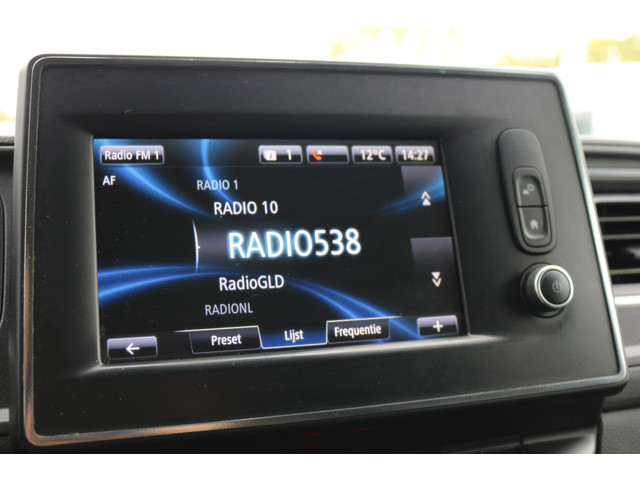 Radio FM 1
1
12°C
14:27
AF
RADIO 1
RADIO 10
RADIO538
RadioGLD
RADIONL
Preset
Lijst
Frequentie
+